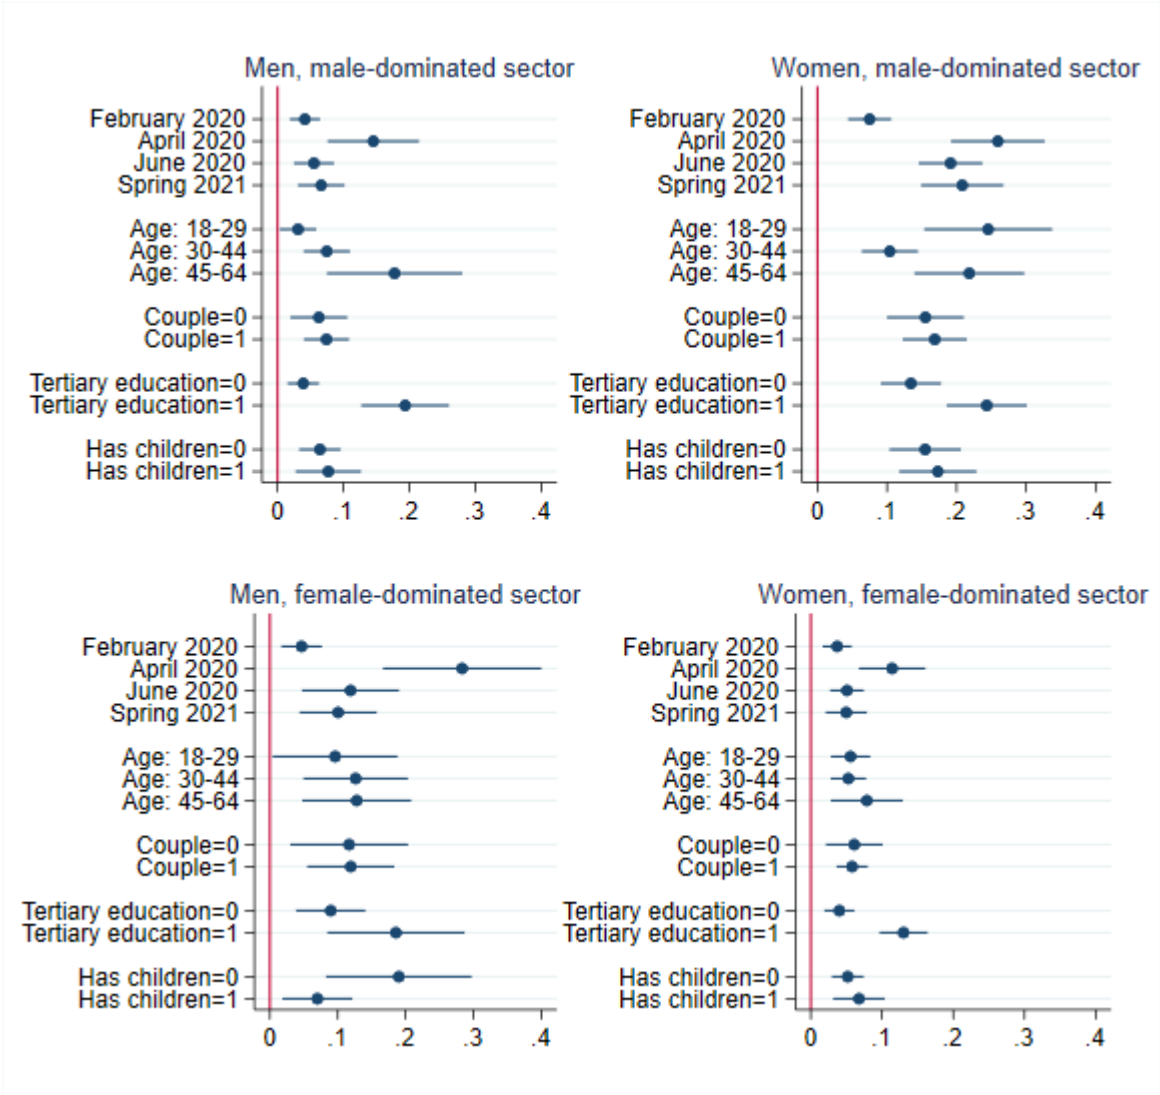 Men, male-dominated sector
February 2020
April 2020
June 2020
Spring 2021
Age: 18-29
Age: 30-44
Age: 45-64
Couple=0
Couple=1
Tertiary education=0
Tertiary education=1
Has children=0
Has children=1
0 .1 .2 .3 .4
Women, male-dominated sector
February 2020
April 2020
June 2020
Spring 2021
Age: 18-29
Age: 30-44
Age: 45-64
Couple=0
Couple=1
Tertiary education=0
Tertiary education=1
Has children=0
Has children=1
0 .1 .2 .3 .4
Men, female-dominated sector
February 2020
April 2020
June 2020
Spring 2021
Age: 18-29
Age: 30-44
Age: 45-64
Couple=0
Couple=1
Tertiary education=0
Tertiary education=1
Has children=0
Has children=1
0 .1 .2 .3 .4
Women, female-dominated sector
February 2020
April 2020
June 2020
Spring 2021
Age: 18-29
Age: 30-44
Age: 45-64
Couple=0
Couple=1
Tertiary education=0
Tertiary education=1
Has children=0
Has children=1
0 .1 .2 .3 .4